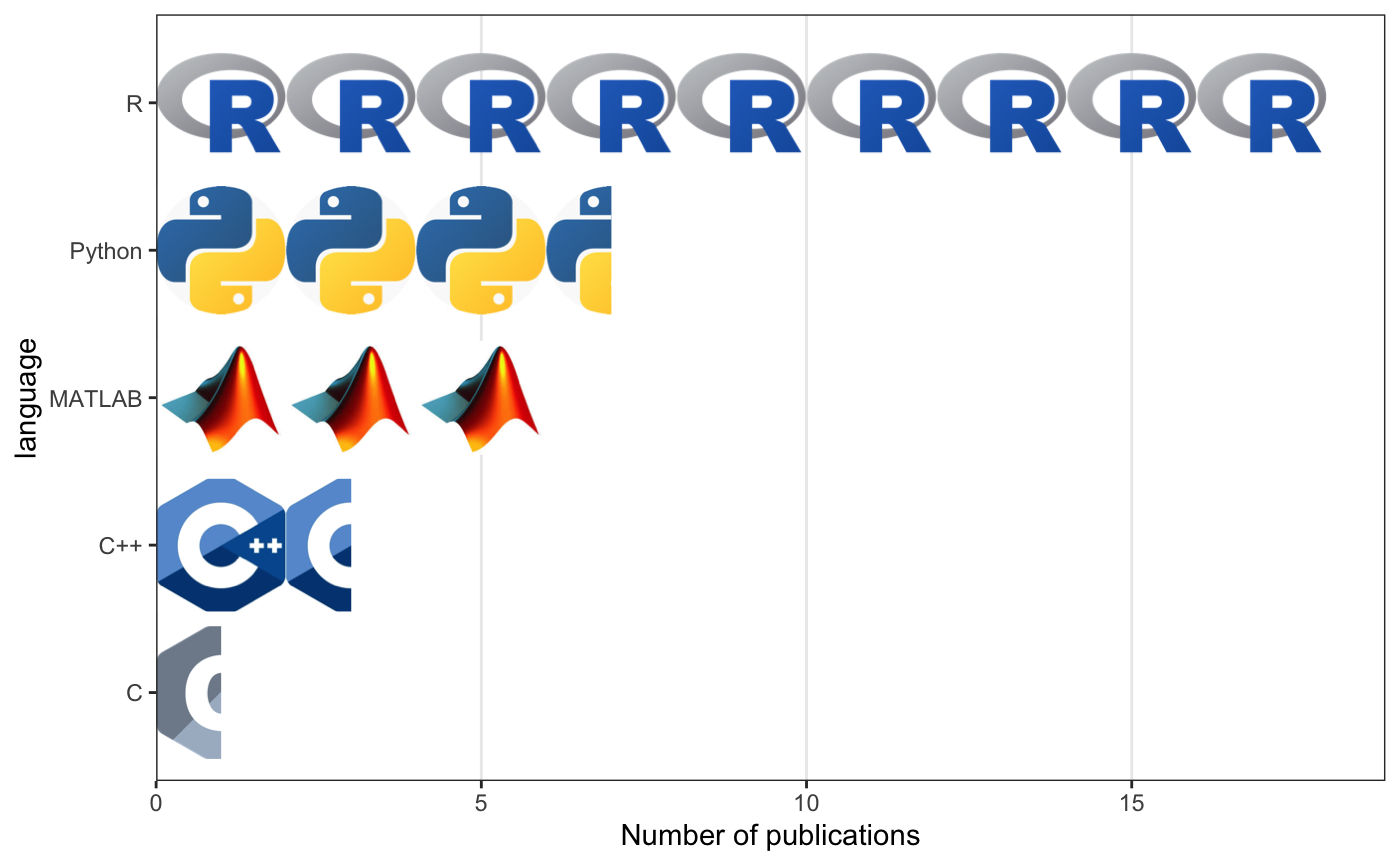 R
R R R R R R R R R
Python
MATLAB
language
C++
C++ C
C
C
0 5 10 15
Number of publications